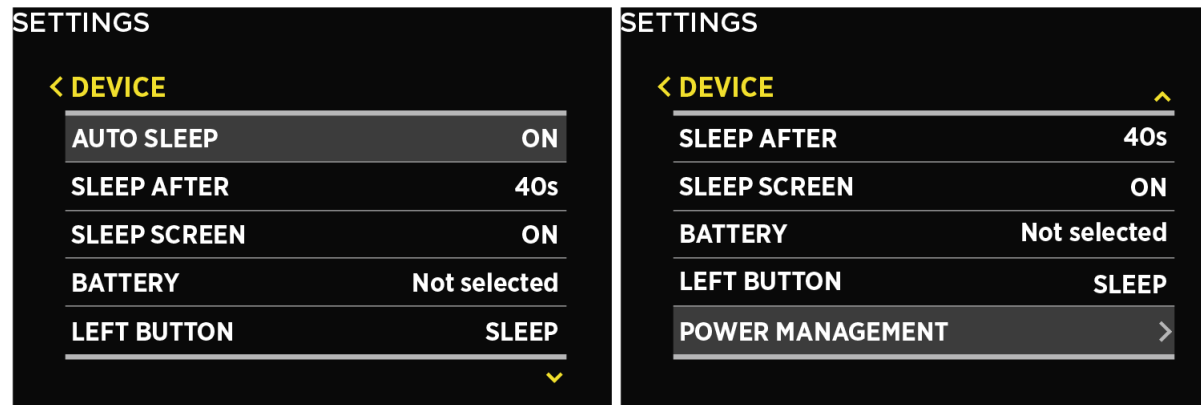 SETTINGS
< DEVICE
AUTO SLEEP ON
SLEEP AFTER 40s
SLEEP SCREEN ON
BATTERY Not selected
LEFT BUTTON SLEEP
SETTINGS
< DEVICE
SLEEP AFTER 40s
SLEEP SCREEN ON
BATTERY Not selected
LEFT BUTTON SLEEP
POWER MANAGEMENT >